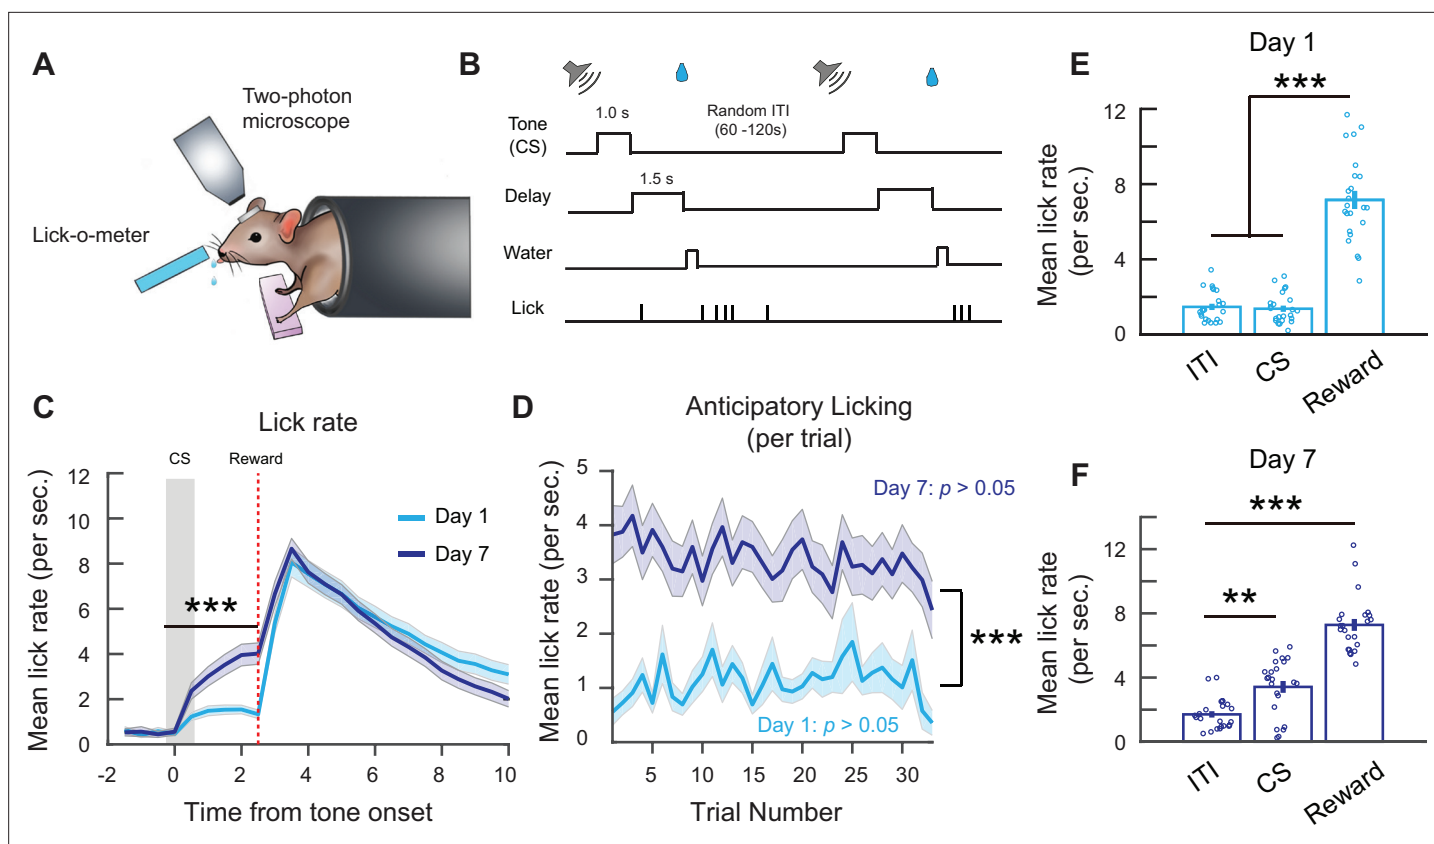 A
Two-photon
microscope
Lick-o-meter
B
1.0 s
Random ITI
(60 -120s)
Tone
(CS)
1.5 s
Delay
Water
Lick
C
Lick rate
CS
Reward
Mean lick rate (per sec.)
12
10
8
6
4
2
0
Day 1
Day 7
***
-2
0
2
4
6
8
10
Time from tone onset
D
Anticipatory Licking
(per trial)
Mean lick rate (per sec.)
5
4
3
2
1
0
Day 7: p > 0.05
Day 1: p > 0.05
***
5
10
15
20
25
30
Trial Number
E
Day 1
***
Mean lick rate
(per sec.)
12
8
4
0
ITI
CS
Reward
F
Day 7
***
**
Mean lick rate
(per sec.)
12
8
4
0
ITI
CS
Reward